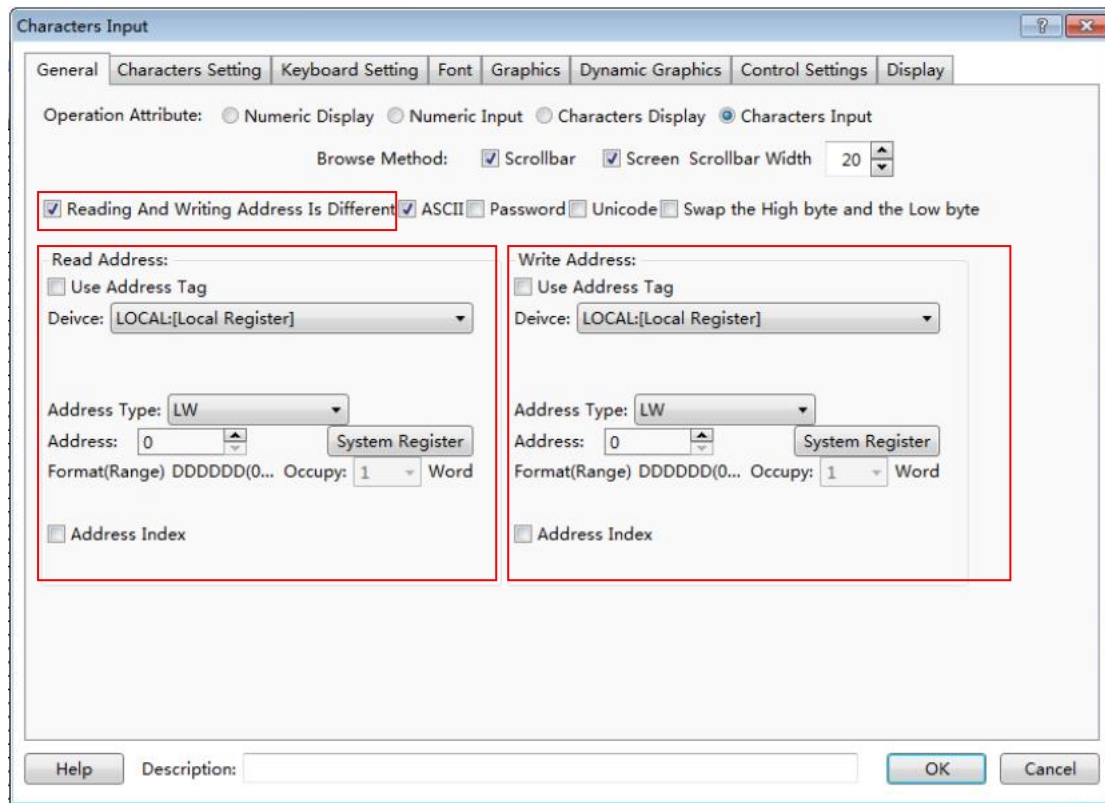 Characters Input
General Characters Setting Keyboard Setting Font Graphics Dynamic Graphics Control Settings Display
Operation Attribute: Numeric Display Numeric Input Characters Display Characters Input
Browse Method: Scrollbar Screen Scrollbar Width 20
Reading And Writing Address Is Different ASCII Password Unicode Swap the High byte and the Low byte
Read Address:
Use Address Tag
Deivce: LOCAL:[Local Register]
Address Type: LW
Address: 0 System Register
Format(Range) DDDDDD(0... Occupy: 1 Word
Address Index
Write Address:
Use Address Tag
Deivce: LOCAL:[Local Register]
Address Type: LW
Address: 0 System Register
Format(Range) DDDDDD(0... Occupy: 1 Word
Address Index
Help Description: OK Cancel